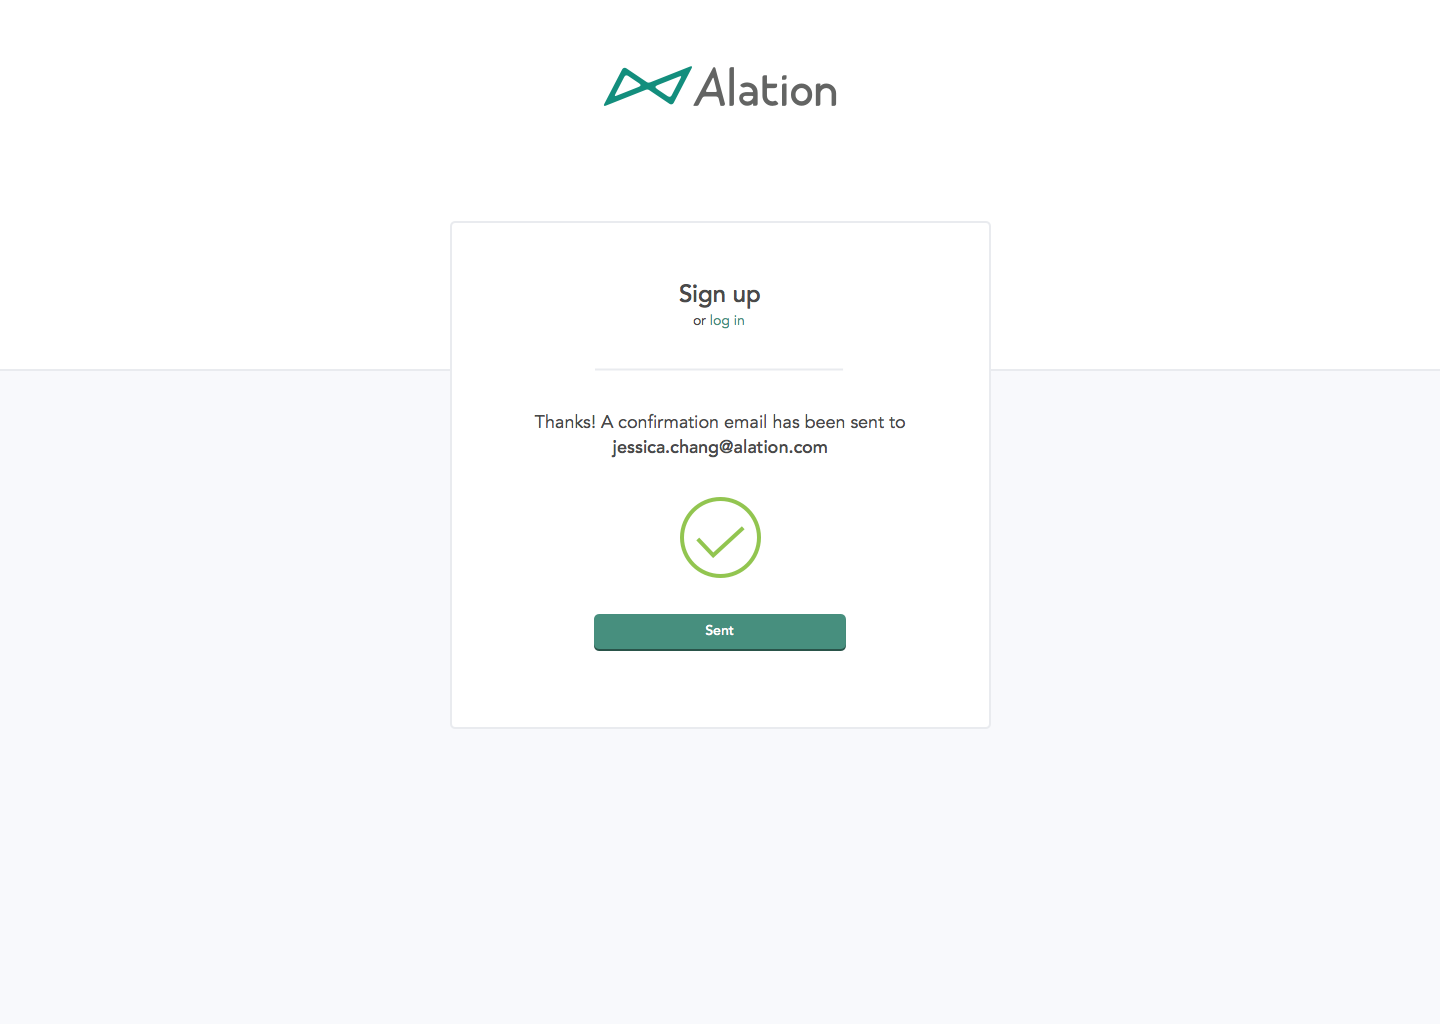 Alation
Sign up
or log in
Thanks! A confirmation email has been sent to
jessica.chang@alation.com
Sent